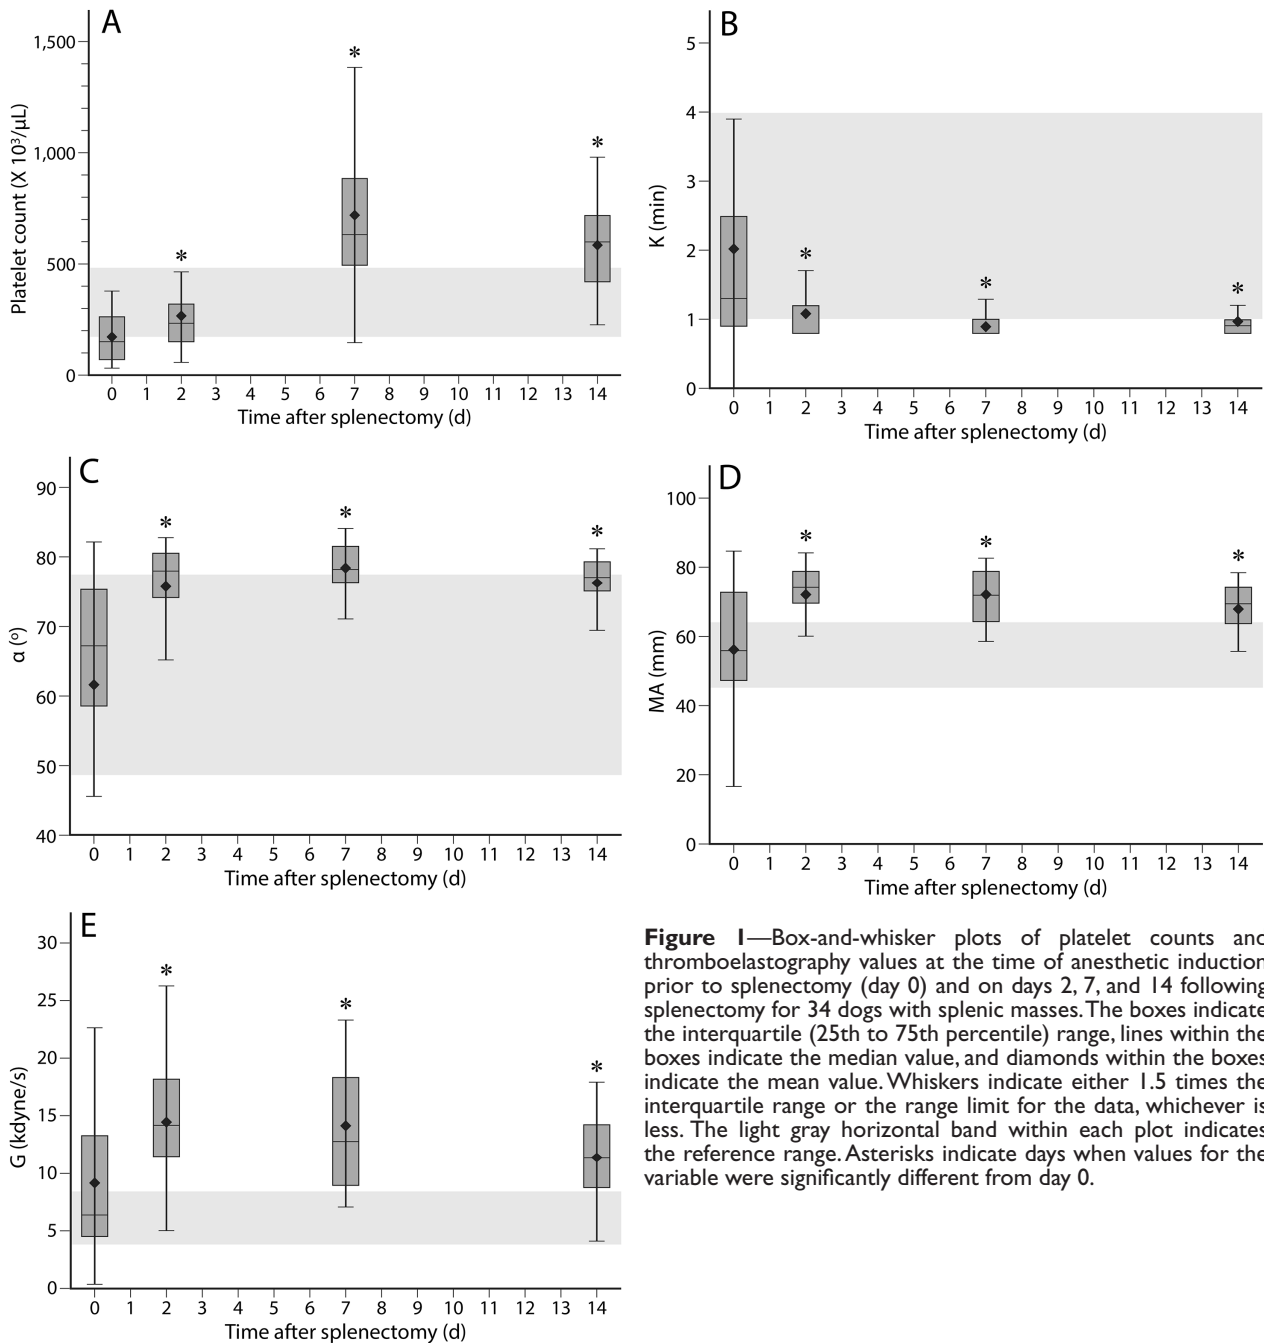 A
1,500
1,000
500
0
Platelet count (X 10³/µL)
0 1 2 3 4 5 6 7 8 9 10 11 12 13 14
Time after splenectomy (d)
*
*
*
B
5
4
3
2
1
0
K (min)
0 1 2 3 4 5 6 7 8 9 10 11 12 13 14
Time after splenectomy (d)
*
*
*
C
90
80
70
60
50
40
α (º)
0 1 2 3 4 5 6 7 8 9 10 11 12 13 14
Time after splenectomy (d)
*
*
*
D
100
80
60
40
20
0
MA (mm)
0 1 2 3 4 5 6 7 8 9 10 11 12 13 14
Time after splenectomy (d)
*
*
*
E
30
25
20
15
10
5
0
G (kdyne/s)
0 1 2 3 4 5 6 7 8 9 10 11 12 13 14
Time after splenectomy (d)
*
*
*
Figure 1—Box-and-whisker plots of platelet counts and
thromboelastography values at the time of anesthetic induction
prior to splenectomy (day 0) and on days 2, 7, and 14 following
splenectomy for 34 dogs with splenic masses. The boxes indicate
the interquartile (25th to 75th percentile) range, lines within the
boxes indicate the median value, and diamonds within the boxes
indicate the mean value. Whiskers indicate either 1.5 times the
interquartile range or the range limit for the data, whichever is
less. The light gray horizontal band within each plot indicates
the reference range. Asterisks indicate days when values for the
variable were significantly different from day 0.